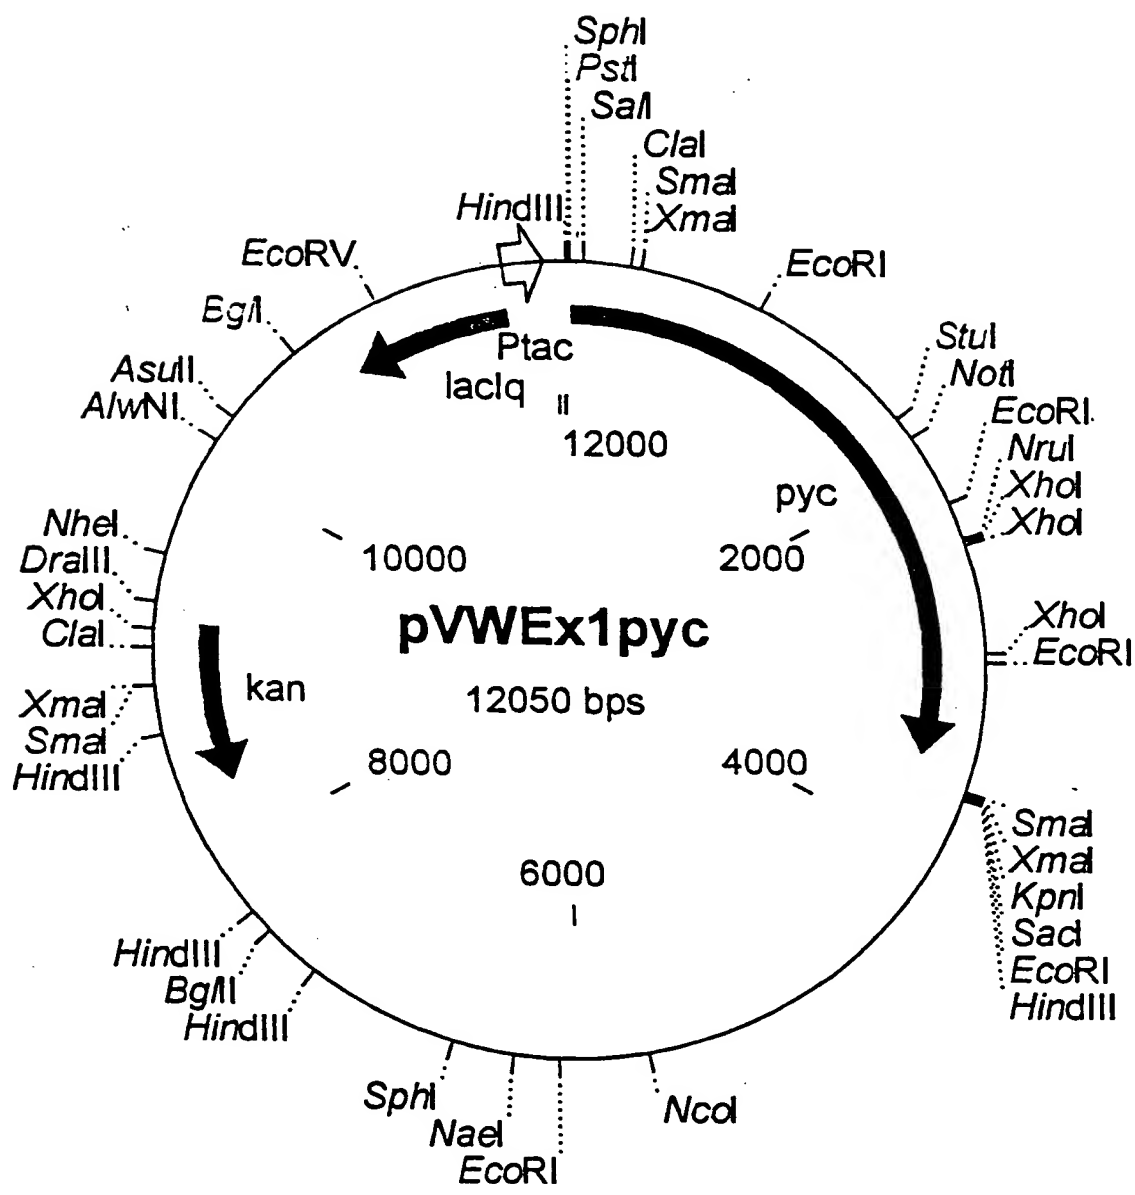 SphI
PstI
SalI
ClaI
SmaI
XmaI
HindIII
EcoRI
EcoRV
BglI
AsuII
AlwNI
StuI
NotI
EcoRI
NruI
XhoI
XhoI
Ptac
lacIq
12000
pyc
NheI
DraIII
XhoI
ClaI
10000
2000
pVWEx1pyc
12050 bps
XhoI
EcoRI
kan
XmaI
SmaI
HindIII
8000
4000
6000
SmaI
XmaI
KpnI
SacI
EcoRI
HindIII
HindIII
BglII
HindIII
SphI
NaeI
EcoRI
NcoI